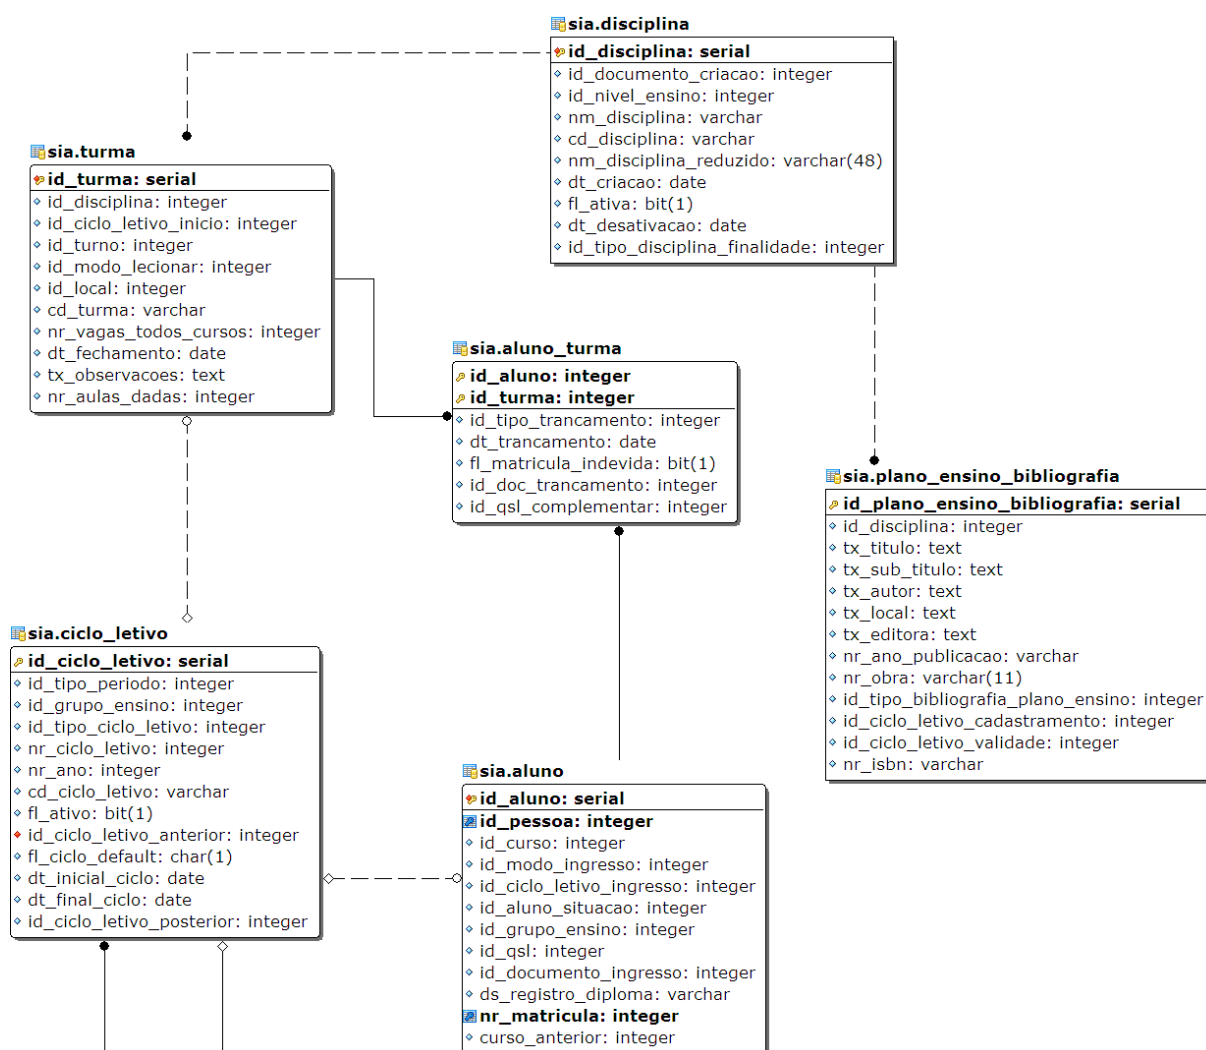 sia.disciplina
id_disciplina: serial
id_documento_criacao: integer
id_nivel_ensino: integer
nm_disciplina: varchar
cd_disciplina: varchar
nm_disciplina_reduzido: varchar(48)
dt_criacao: date
fl_ativa: bit(1)
dt_desativacao: date
id_tipo_disciplina_finalidade: integer
sia.turma
id_turma: serial
id_disciplina: integer
id_ciclo_letivo_inicio: integer
id_turno: integer
id_modo_lecionar: integer
id_local: integer
cd_turma: varchar
nr_vagas_todos_cursos: integer
dt_fechamento: date
tx_observacoes: text
nr_aulas_dadas: integer
sia.aluno_turma
id_aluno: integer
id_turma: integer
id_tipo_trancamento: integer
dt_trancamento: date
fl_matricula_indevida: bit(1)
id_doc_trancamento: integer
id_qsl_complementar: integer
sia.plano_ensino_bibliografia
id_plano_ensino_bibliografia: serial
id_disciplina: integer
tx_titulo: text
tx_sub_titulo: text
tx_autor: text
tx_local: text
tx_editora: text
nr_ano_publicacao: varchar
nr_obra: varchar(11)
id_tipo_bibliografia_plano_ensino: integer
id_ciclo_letivo_cadastramento: integer
id_ciclo_letivo_validade: integer
nr_isbn: varchar
sia.ciclo_letivo
id_ciclo_letivo: serial
id_tipo_periodo: integer
id_grupo_ensino: integer
id_tipo_ciclo_letivo: integer
nr_ciclo_letivo: integer
nr_ano: integer
cd_ciclo_letivo: varchar
fl_ativo: bit(1)
id_ciclo_letivo_anterior: integer
fl_ciclo_default: char(1)
dt_inicial_ciclo: date
dt_final_ciclo: date
id_ciclo_letivo_posterior: integer
sia.aluno
id_aluno: serial
id_pessoa: integer
id_curso: integer
id_modo_ingresso: integer
id_ciclo_letivo_ingresso: integer
id_aluno_situacao: integer
id_grupo_ensino: integer
id_qsl: integer
id_documento_ingresso: integer
ds_registro_diploma: varchar
nr_matricula: integer
curso_anterior: integer